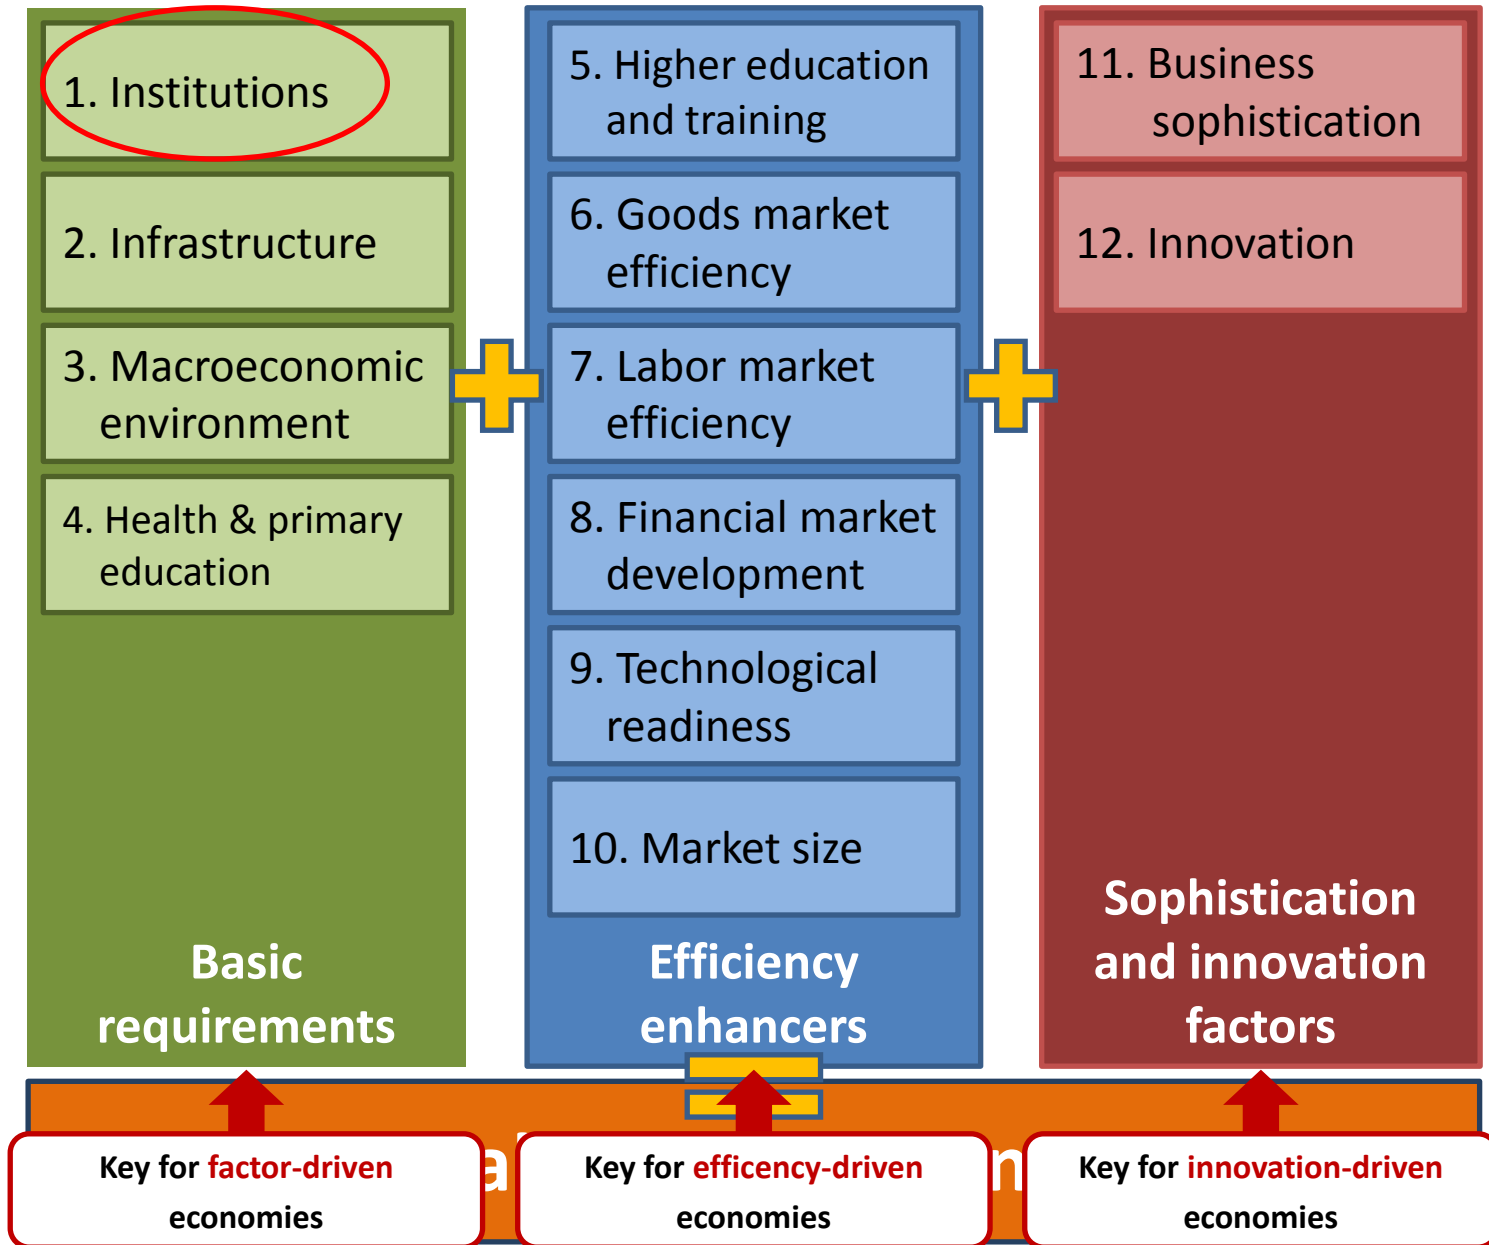 1. Institutions
2. Infrastructure
3. Macroeconomic
environment
4. Health & primary
education
Basic
requirements
5. Higher education
and training
6. Goods market
efficiency
7. Labor market
efficiency
8. Financial market
development
9. Technological
readiness
10. Market size
Efficiency
enhancers
11. Business
sophistication
12. Innovation
Sophistication
and innovation
factors
Key for factor-driven
economies
Key for efficency-driven
economies
Key for innovation-driven
economies